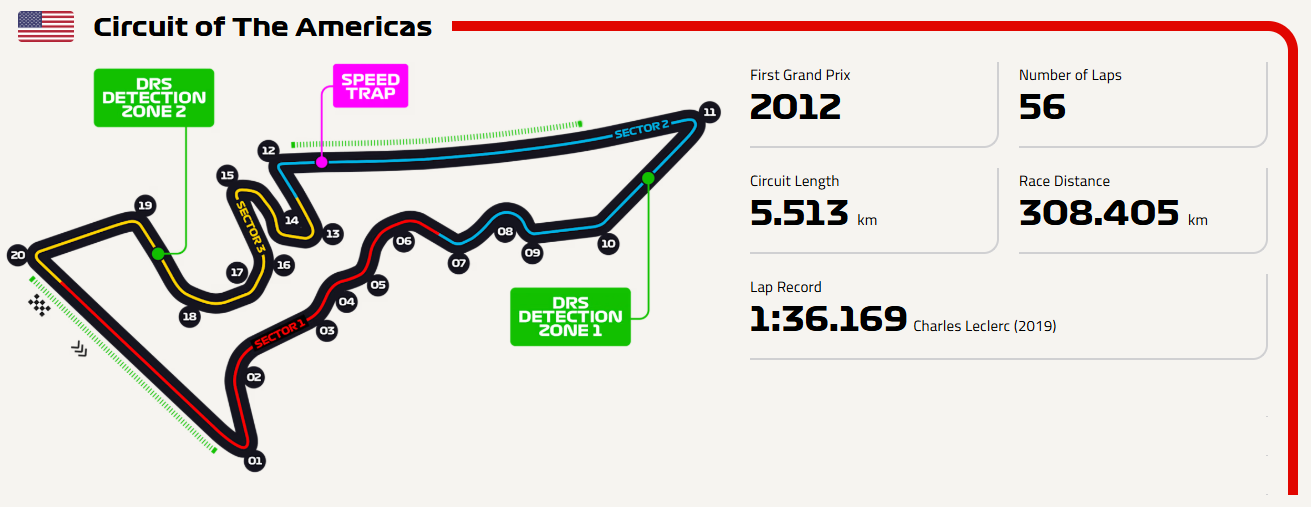 Circuit of The Americas
DRS
DETECTION
ZONE 2
SPEED
TRAP
SECTOR 2
11
12
15
19
14
13
SECTOR 3
20
06
08
10
09
07
16
17
05
18
04
03
SECTOR 1
DRS
DETECTION
ZONE 1
02
01
First Grand Prix
2012
Number of Laps
56
Circuit Length
5.513 km
Race Distance
308.405 km
Lap Record
1:36.169 Charles Leclerc (2019)